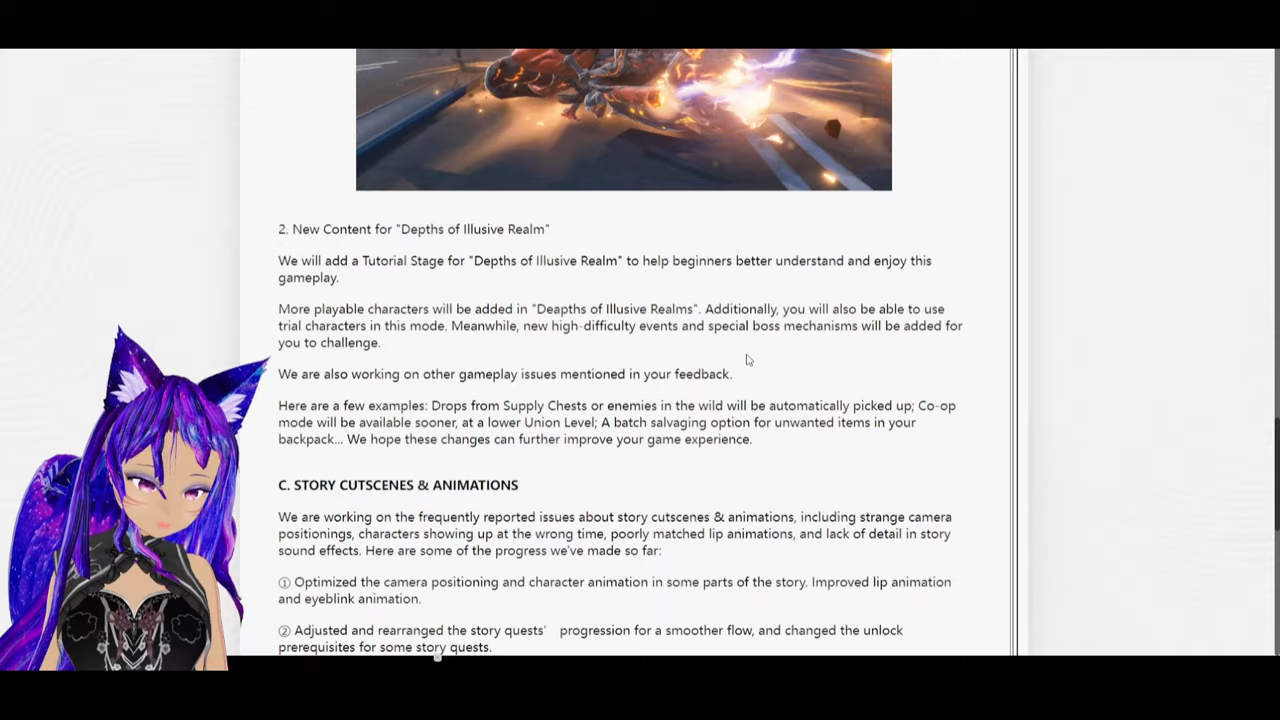 2. New Content for "Depths of Illusive Realm"
We will add a Tutorial Stage for "Depths of Illusive Realm" to help beginners better understand and enjoy this
gameplay.
More playable characters will be added in "Deapths of Illusive Realms". Additionally, you will also be able to use
trial characters in this mode. Meanwhile, new high-difficulty events and special boss mechanisms will be added for
you to challenge.
We are also working on other gameplay issues mentioned in your feedback.
Here are a few examples: Drops from Supply Chests or enemies in the wild will be automatically picked up; Co-op
mode will be available sooner, at a lower Union Level; A batch salvaging option for unwanted items in your
backpack... We hope these changes can further improve your game experience.
C. STORY CUTSCENES & ANIMATIONS
We are working on the frequently reported issues about story cutscenes & animations, including strange camera
positionings, characters showing up at the wrong time, poorly matched lip animations, and lack of detail in story
sound effects. Here are some of the progress we've made so far:
① Optimized the camera positioning and character animation in some parts of the story. Improved lip animation
and eyeblink animation.
② Adjusted and rearranged the story quests' progression for a smoother flow, and changed the unlock
prerequisites for some story quests.